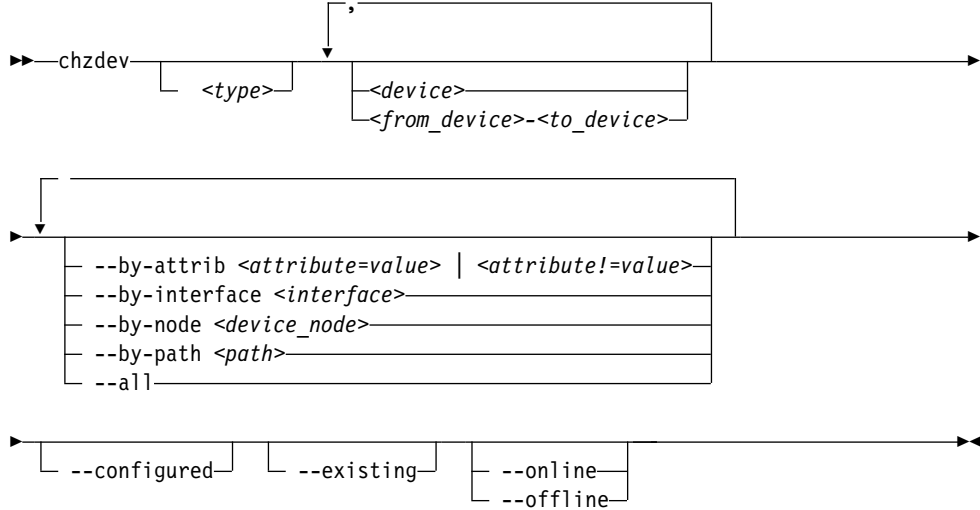 ,
chzdev
<type>
<device>
<from_device>-<to_device>
--by-attrib <attribute=value> | <attribute!=value>
--by-interface <interface>
--by-node <device_node>
--by-path <path>
--all
--configured --existing --online
--offline